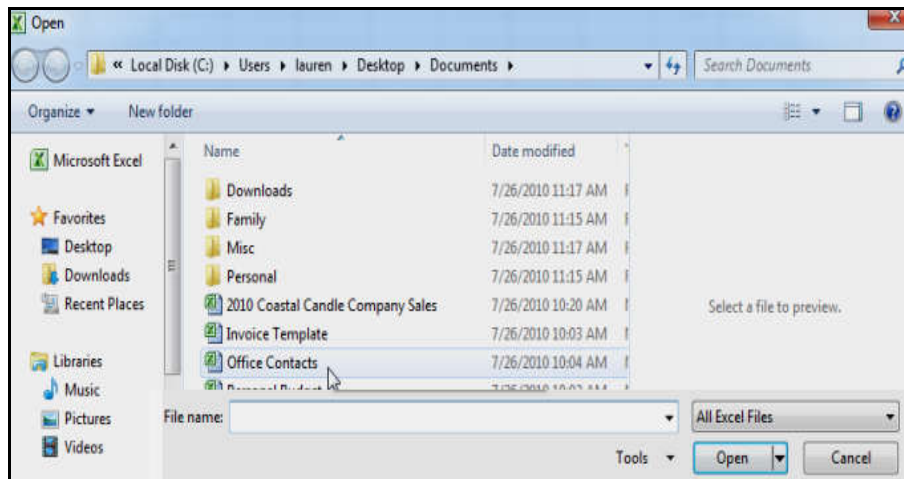 Open
« Local Disk (C:) ▸ Users ▸ lauren ▸ Desktop ▸ Documents ▸
Search Documents
Organize ▾ New folder
Microsoft Excel
Favorites
Desktop
Downloads
Recent Places
Libraries
Music
Pictures
Videos
Name Date modified
Downloads 7/26/2010 11:17 AM
Family 7/26/2010 11:15 AM
Misc 7/26/2010 11:17 AM
Personal 7/26/2010 11:15 AM
2010 Coastal Candle Company Sales 7/26/2010 10:20 AM
Invoice Template 7/26/2010 10:03 AM
Office Contacts 7/26/2010 10:04 AM
Select a file to preview.
File name:
All Excel Files
Tools ▾ Open Cancel